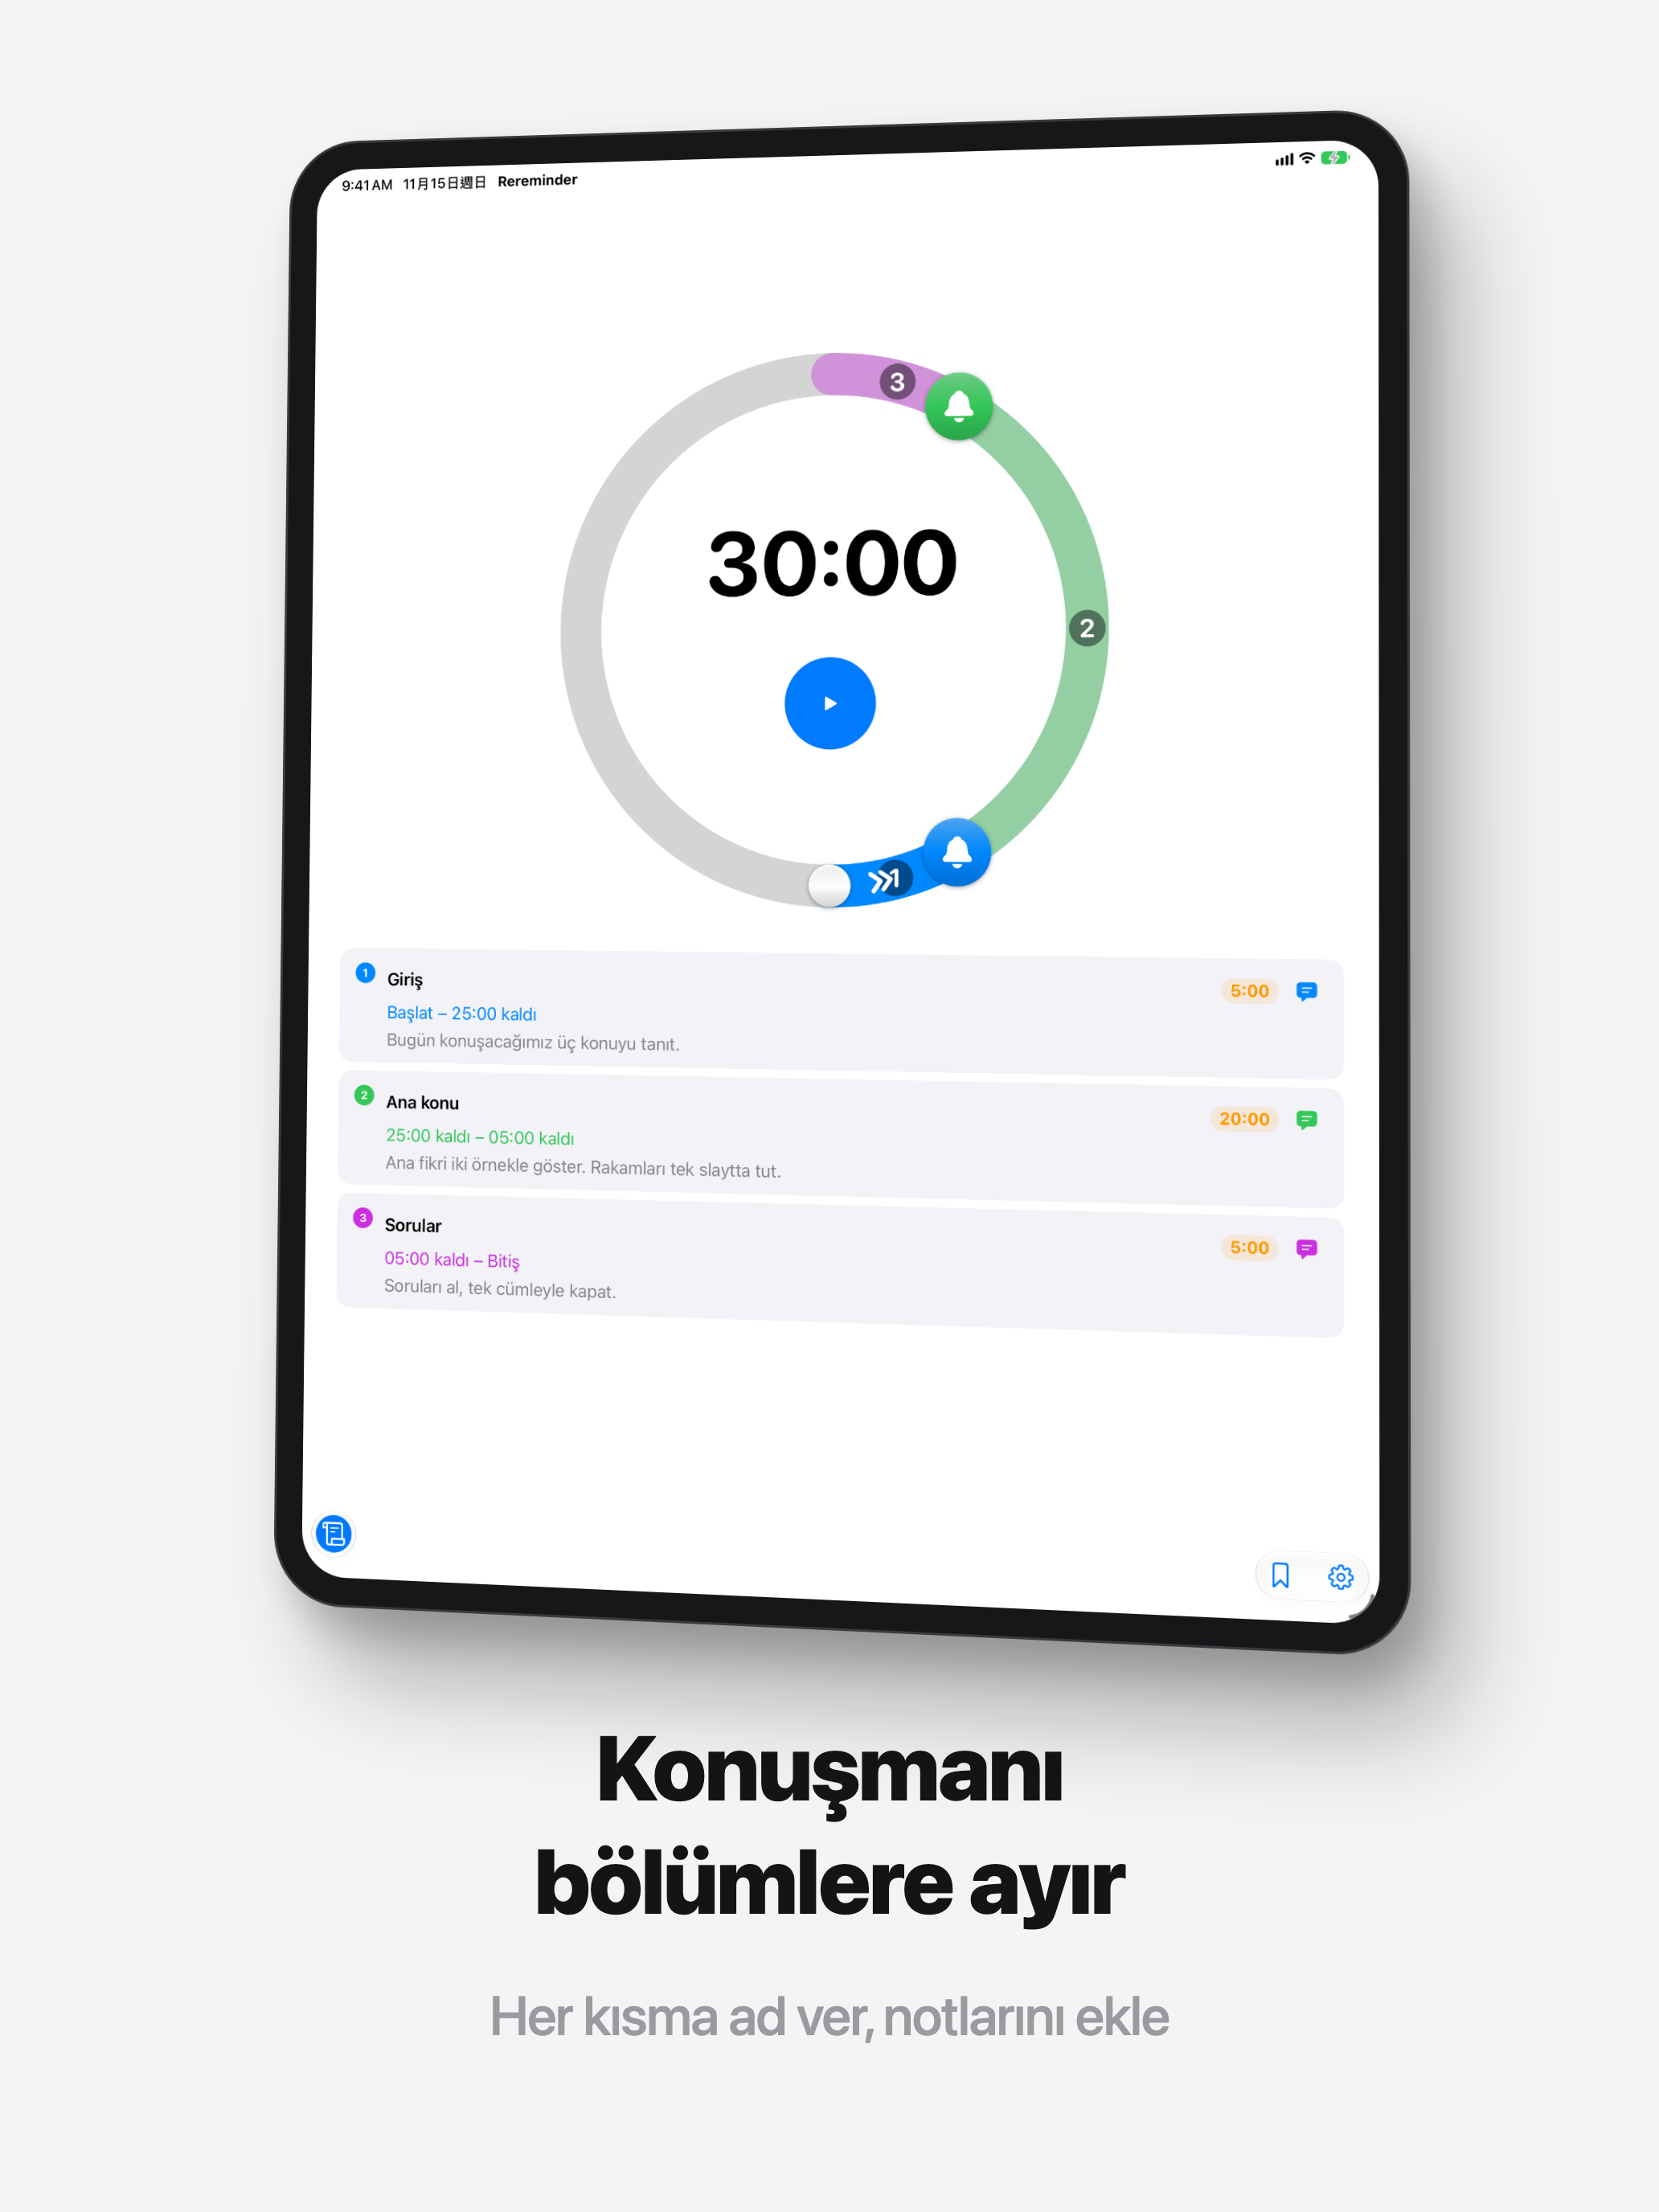 9:41AM 11月15日週日 Rereminder
3
30:00
2
1
1 Giriş 5:00
Başlat – 25:00 kaldı
Bugün konuşacağımız üç konuyu tanıt.
2 Ana konu 20:00
25:00 kaldı – 05:00 kaldı
Ana fikri iki örnekle göster. Rakamları tek slaytta tut.
3 Sorular 5:00
05:00 kaldı – Bitiş
Soruları al, tek cümleyle kapat.
Konuşmanı
bölümlere ayır
Her kısma ad ver, notlarını ekle